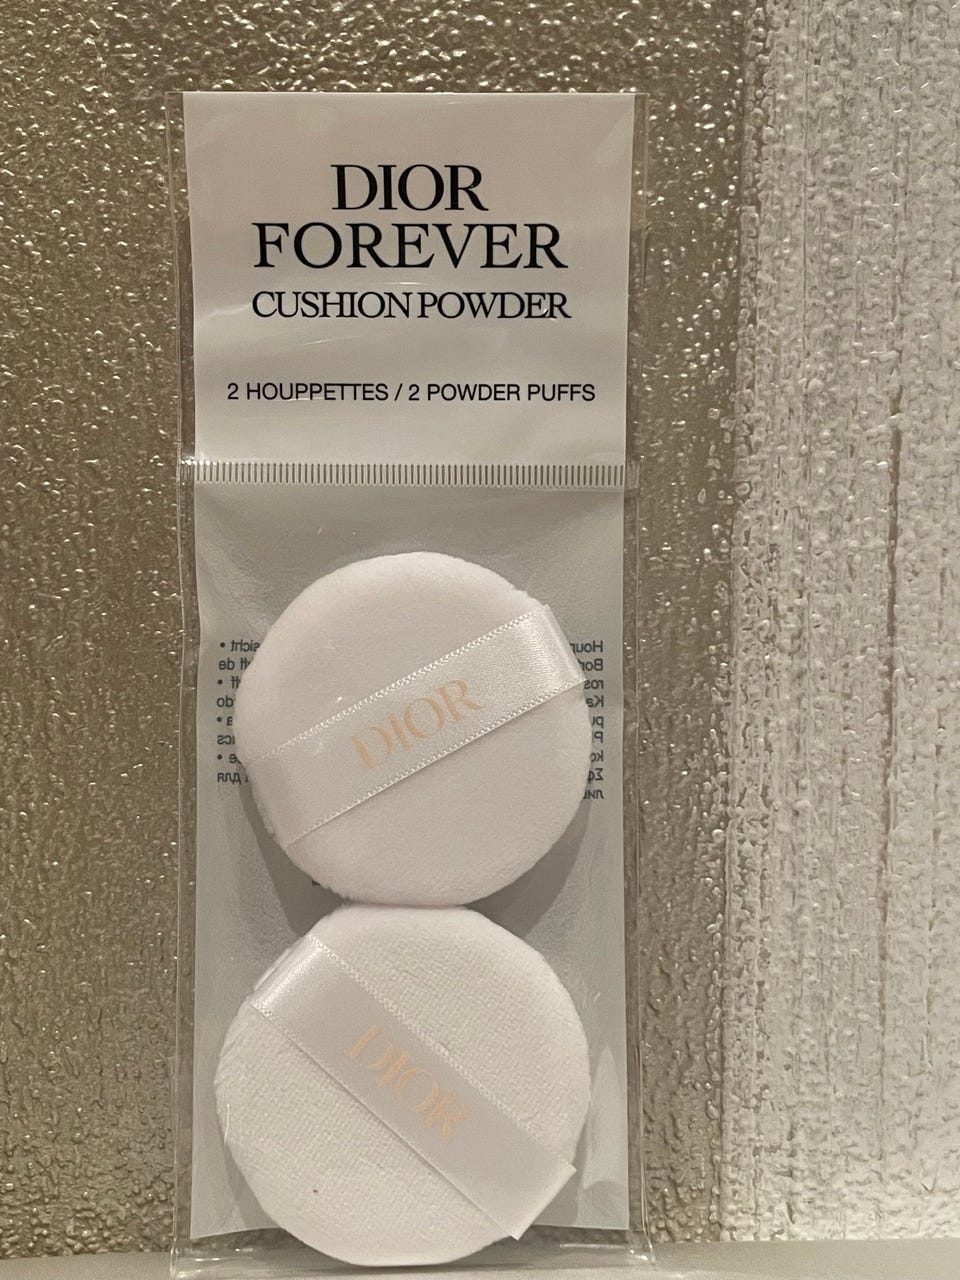 DIOR
FOREVER
CUSHION POWDER
2 HOUPPETTES / 2 POWDER PUFFS
DIOR
DIOR